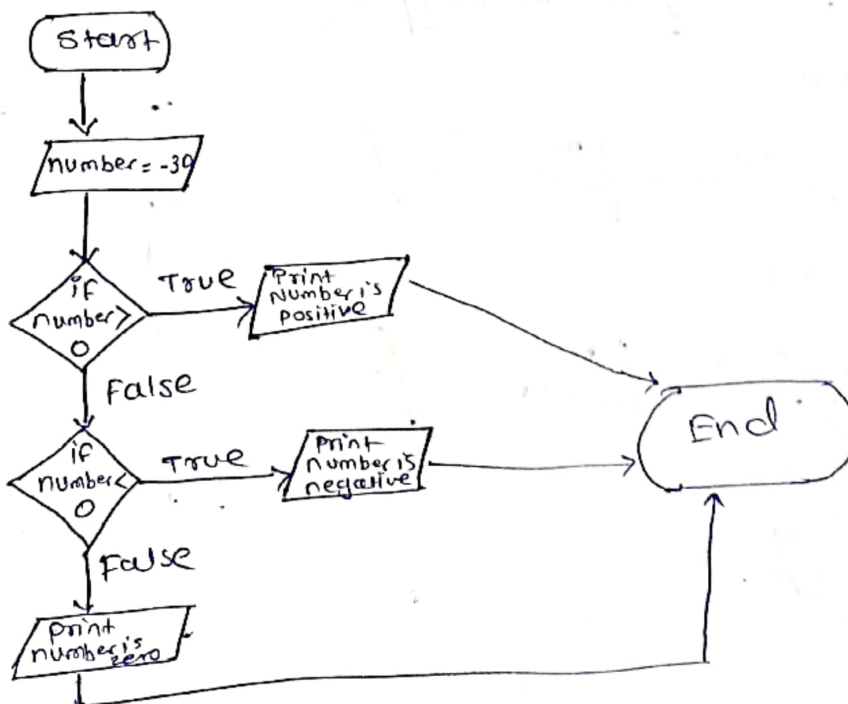 Start
number = -30
if
number >
0
True
Print
Number is
positive
False
if
number <
0
True
print
number is
negative
End
False
print
number is
zero